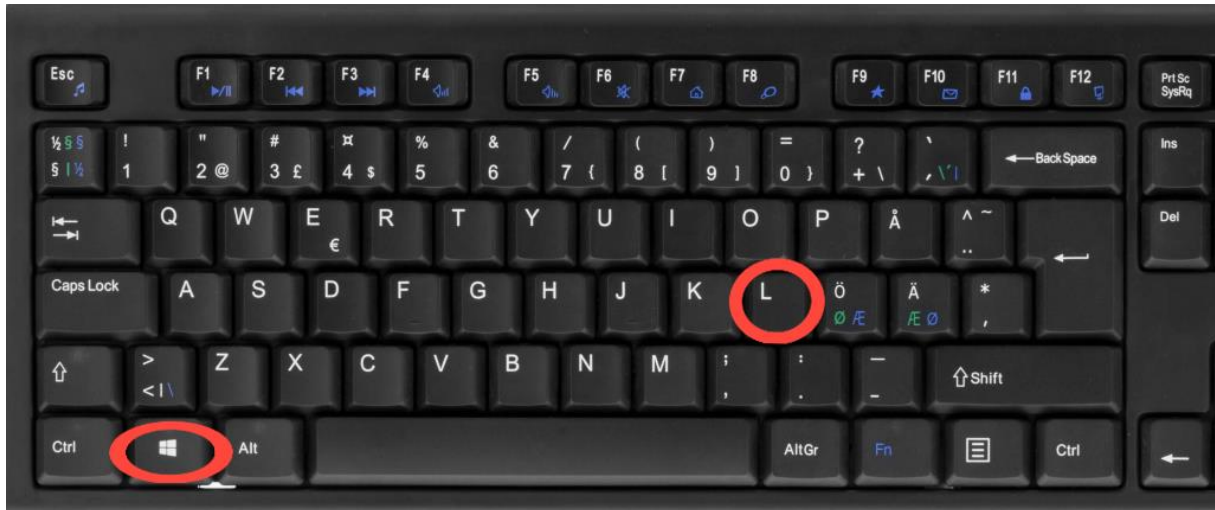 Esc F1 F2 F3 F4 F5 F6 F7 F8 F9 F10 F11 F12 Prt Sc
SysRq
½ § § ! " # ¤ % & / ( ) = ? ` Ins
§ | ½ 1 2 @ 3 £ 4 $ 5 6 7 { 8 [ 9 ] 0 } + \ ´ \ ´ | BackSpace
Q W E R T Y U I O P Å ^ ~ Del
€ ¨
Caps Lock A S D F G H J K L Ö Ä *
Ø Æ Æ Ø '
> Z X C V B N M ; : — Shift
< | \ , . -
Ctrl Alt AltGr Fn Ctrl